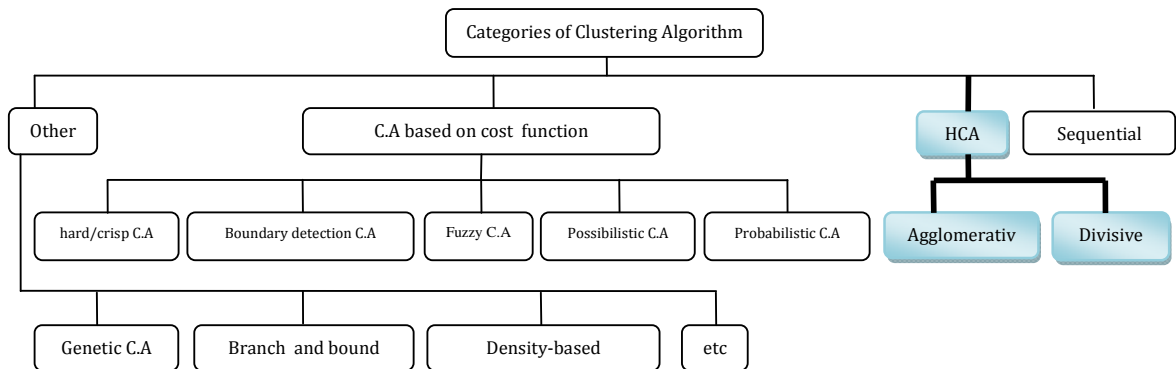 Categories of Clustering Algorithm
Other
C.A based on cost function
HCA
Sequential
hard/crisp C.A
Boundary detection C.A
Fuzzy C.A
Possibilistic C.A
Probabilistic C.A
Agglomerativ
Divisive
Genetic C.A
Branch and bound
Density-based
etc